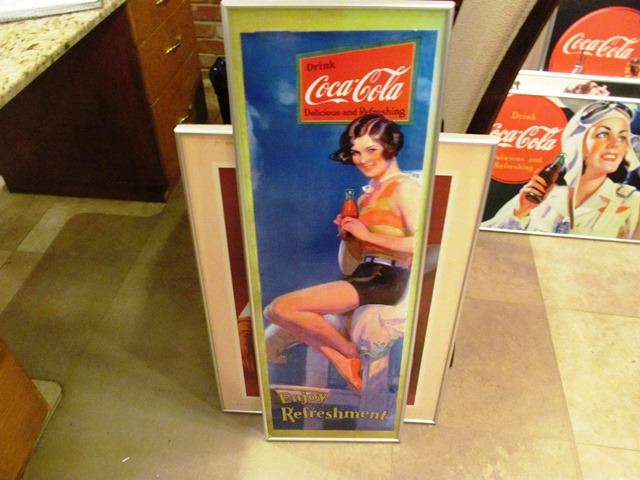 Drink
Coca-Cola
Delicious and Refreshing
Enjoy
Refreshment
Coca-Cola
Drink
Coca-Cola
Delicious and
Refreshing